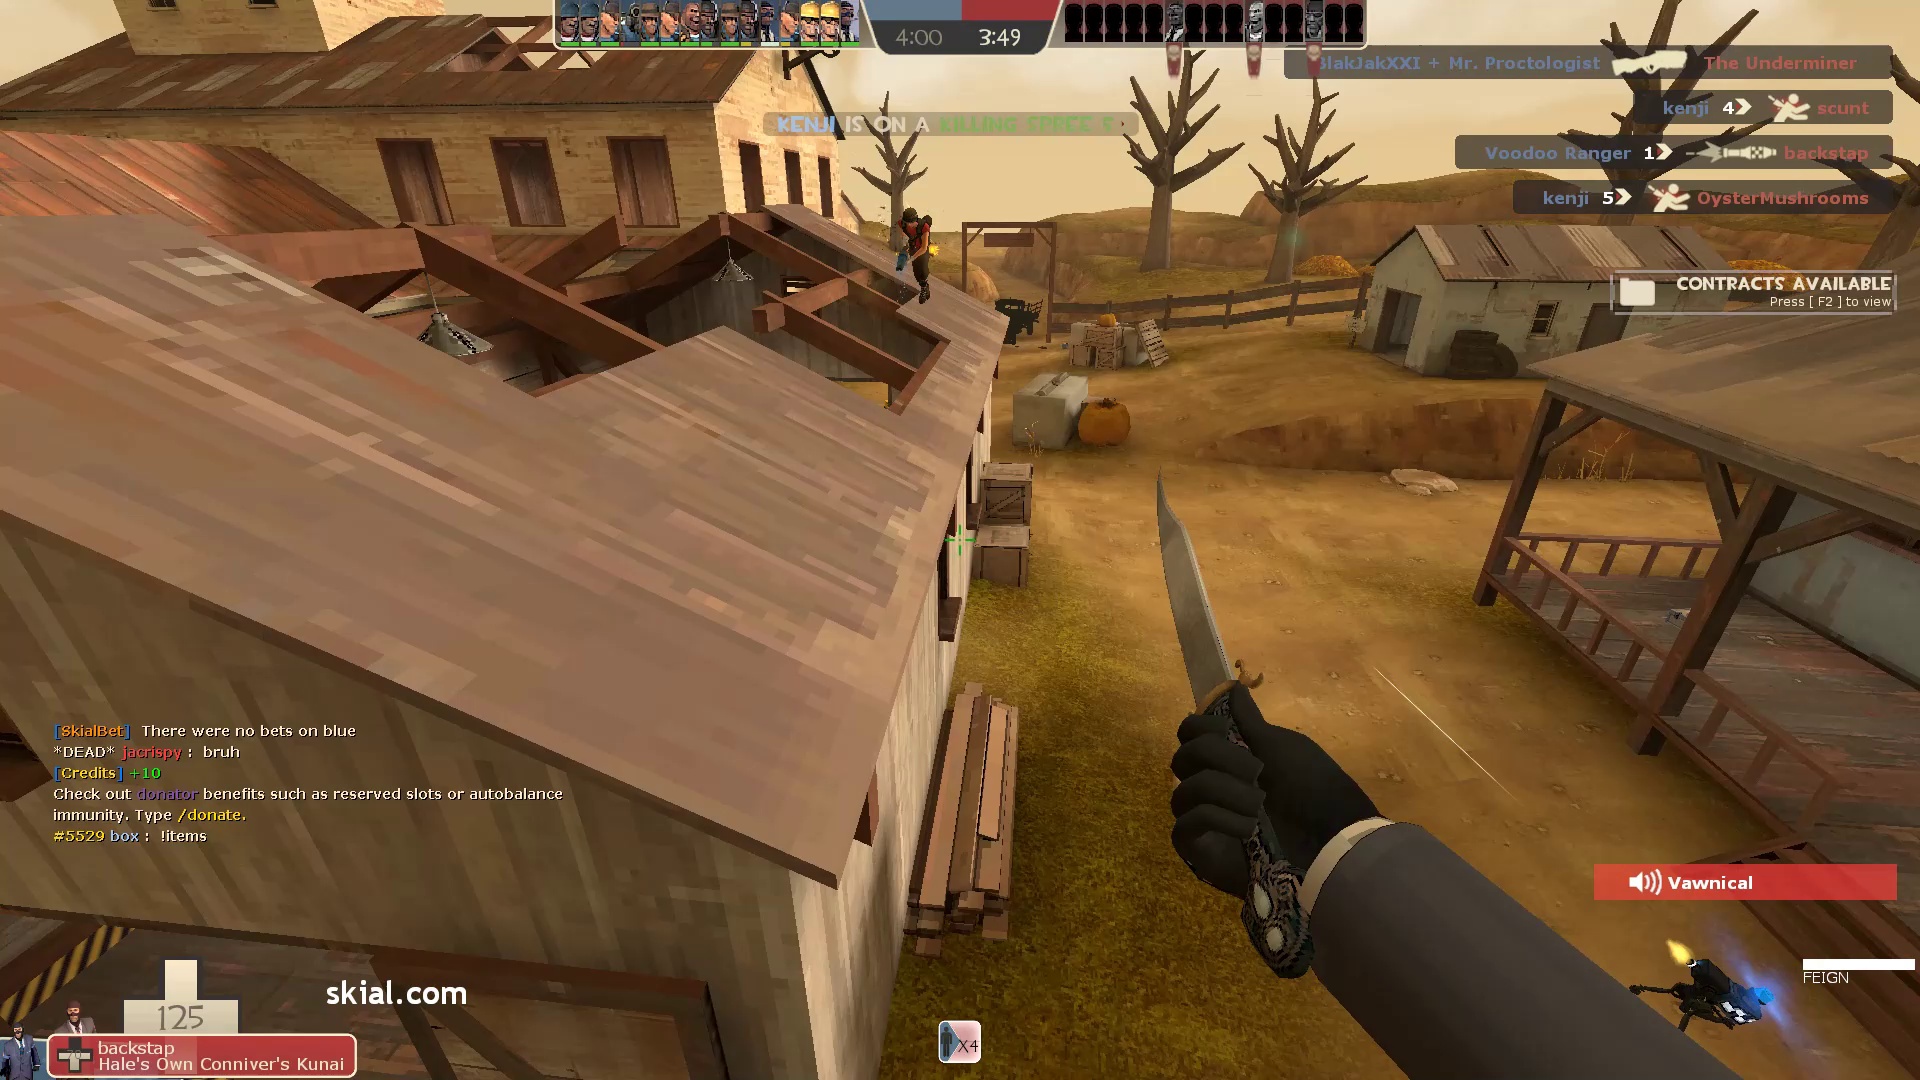 4:00
3:49
BlakJakXXI + Mr. Proctologist The Underminer
kenji 4 scunt
KENJI IS ON A KILLING SPREE 5
Voodoo Ranger 1 backstap
kenji 5 OysterMushrooms
CONTRACTS AVAILABLE
Press [ F2 ] to view
[SkialBet] There were no bets on blue
*DEAD* jacrispy : bruh
[Credits] +10
Check out donator benefits such as reserved slots or autobalance
immunity. Type /donate.
#5529 box : !items
Vawnical
FEIGN
skial.com
125
backstap
Hale's Own Conniver's Kunai
X4